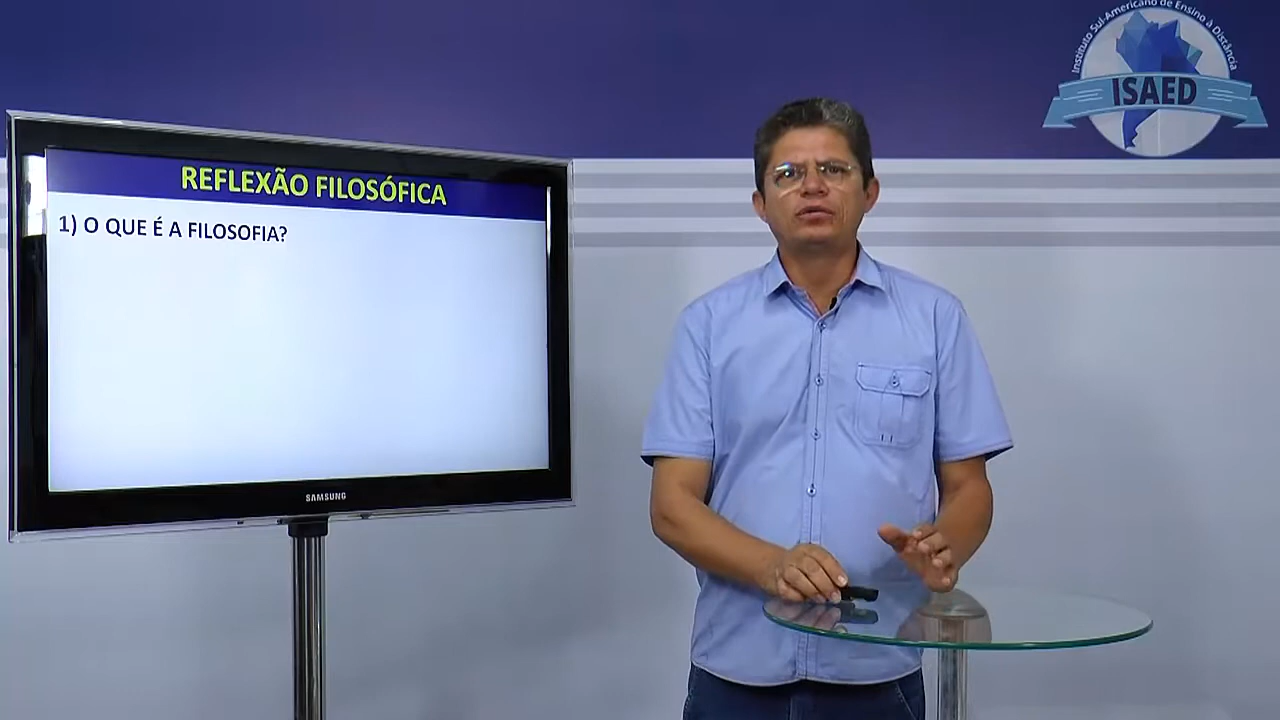 REFLEXÃO FILOSÓFICA
1) O QUE É A FILOSOFIA?
SAMSUNG
Instituto Sul-Americano de Ensino à Distância
ISAED